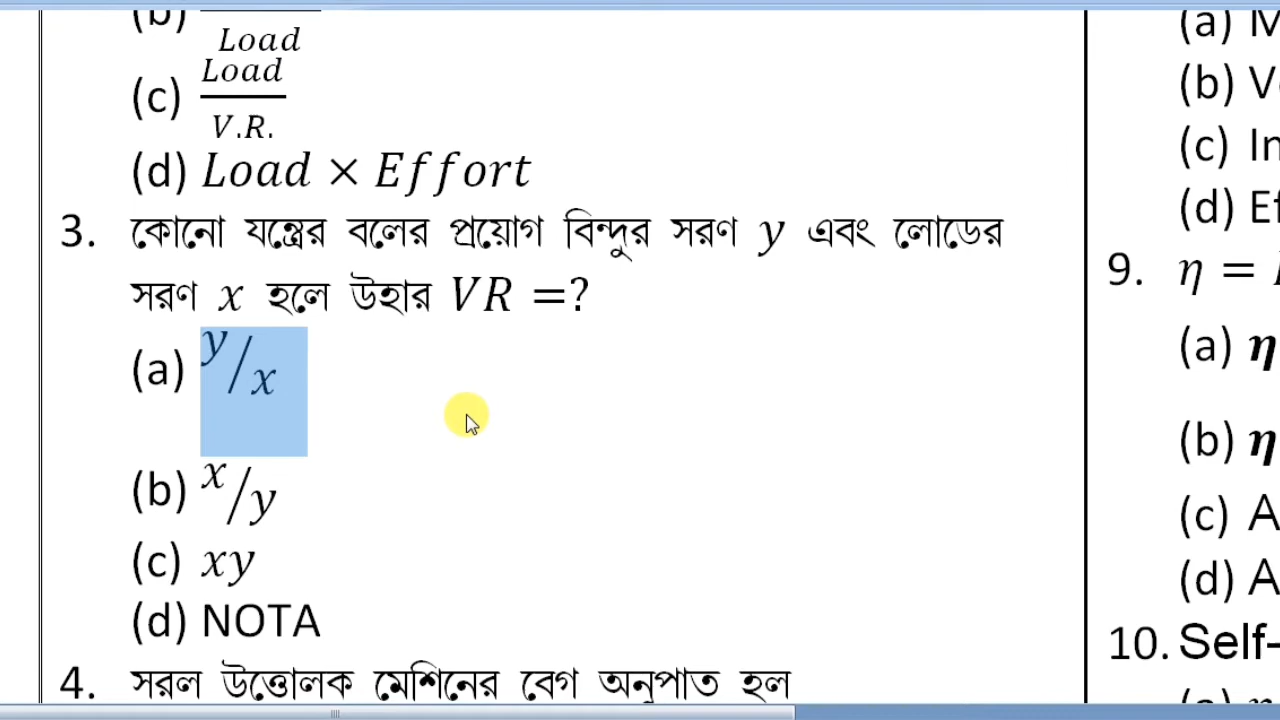 (b)
Load
(c) Load / V.R.
(d) Load × Effort
3. কোনো যন্ত্রের বলের প্রয়োগ বিন্দুর সরণ y এবং লোডের
সরণ x হলে উহার VR =?
(a) y/x
(b) x/y
(c) xy
(d) NOTA
4. সরল উত্তোলক মেশিনের বেগ অনুপাত হল
(a)
(b)
(c)
(d)
9. η =
(a) η
(b) η
(c) A
(d) A
10. Self-